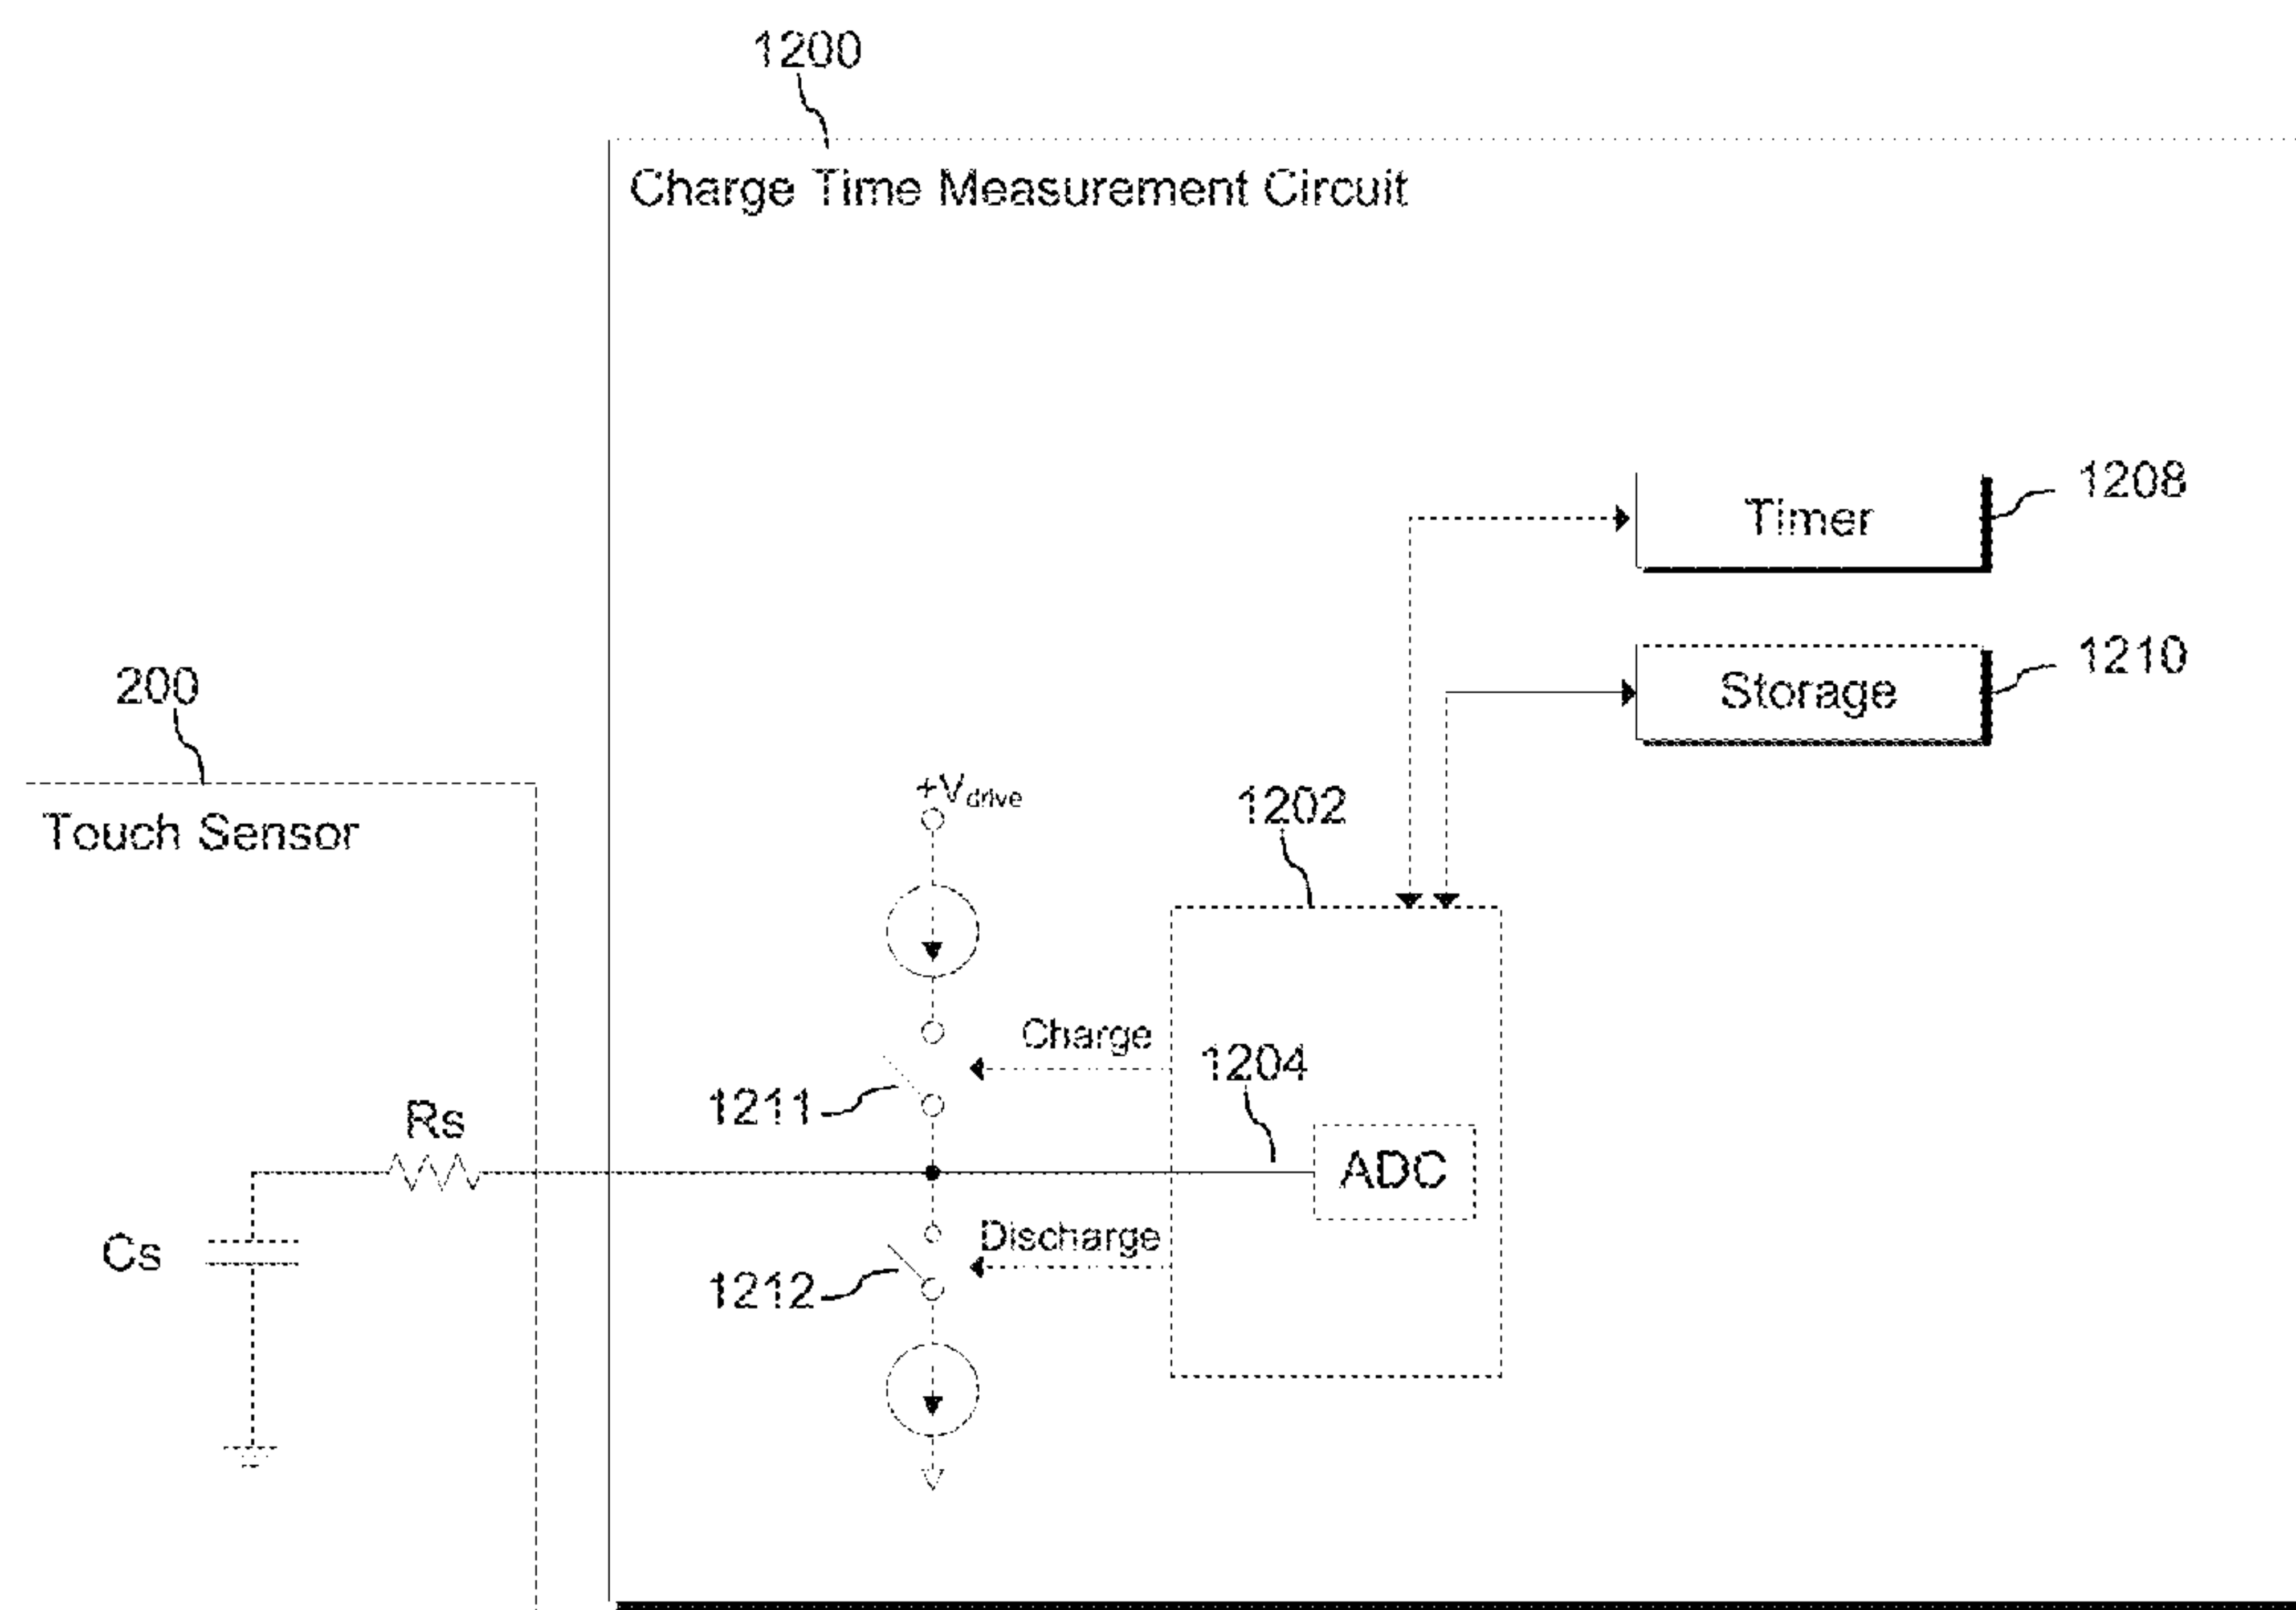 1200
Charge Time Measurement Circuit
Timer
1208
Storage
1210
200
Touch Sensor
+Vdrive
1202
Charge
1204
1211
Rs
ADC
Cs
Discharge
1212